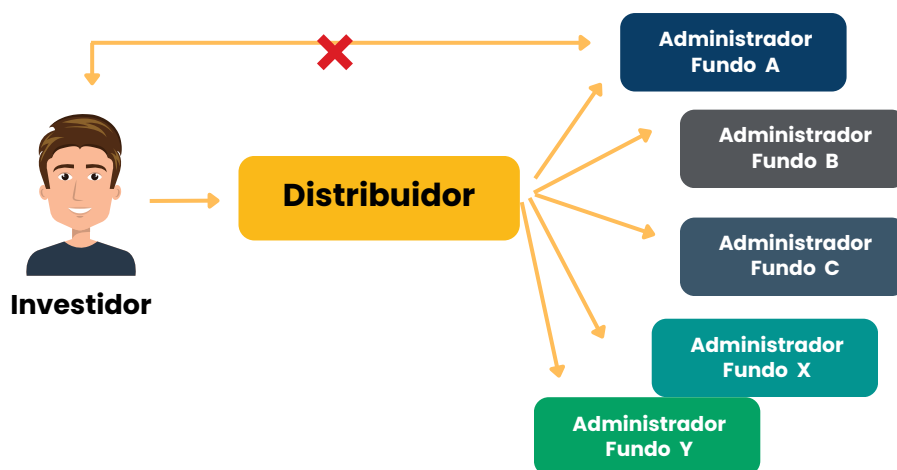 Administrador
Fundo A
Administrador
Fundo B
Distribuidor
Administrador
Fundo C
Investidor
Administrador
Fundo X
Administrador
Fundo Y